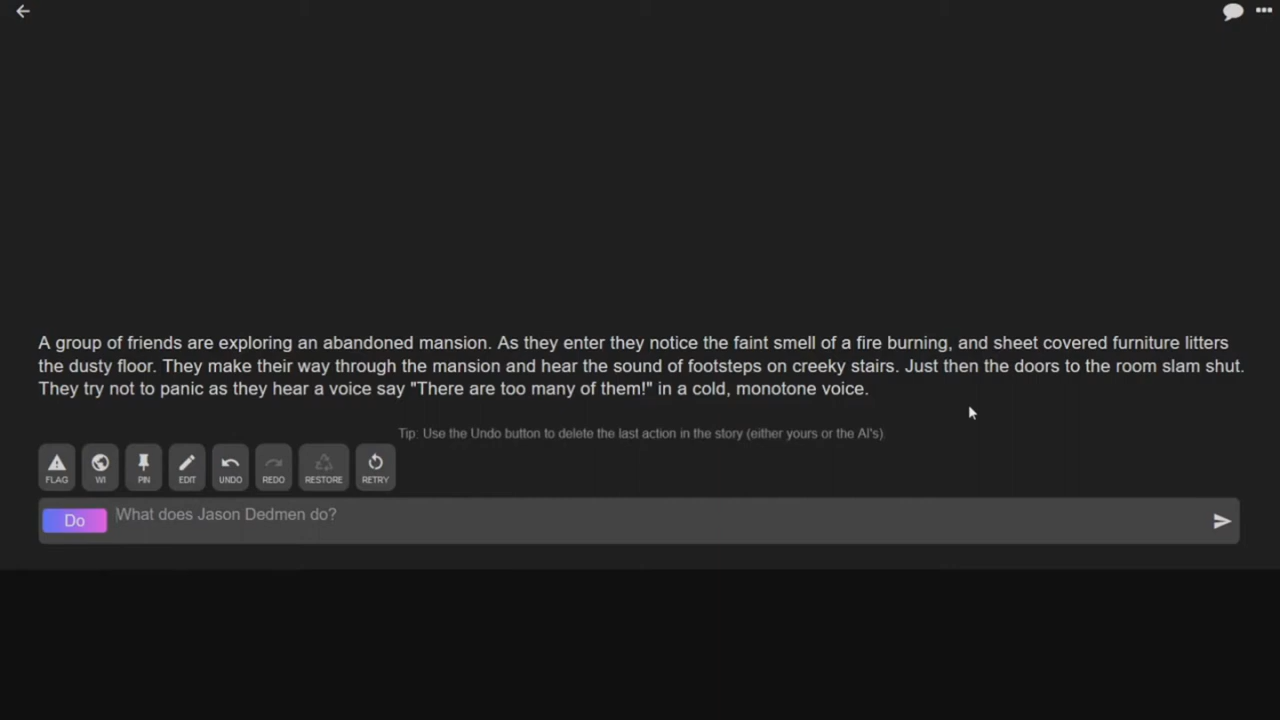 A group of friends are exploring an abandoned mansion. As they enter they notice the faint smell of a fire burning, and sheet covered furniture litters
the dusty floor. They make their way through the mansion and hear the sound of footsteps on creeky stairs. Just then the doors to the room slam shut.
They try not to panic as they hear a voice say "There are too many of them!" in a cold, monotone voice.
Tip: Use the Undo button to delete the last action in the story (either yours or the AI's)
FLAG WI PIN EDIT UNDO REDO RESTORE RETRY
Do What does Jason Dedmen do?